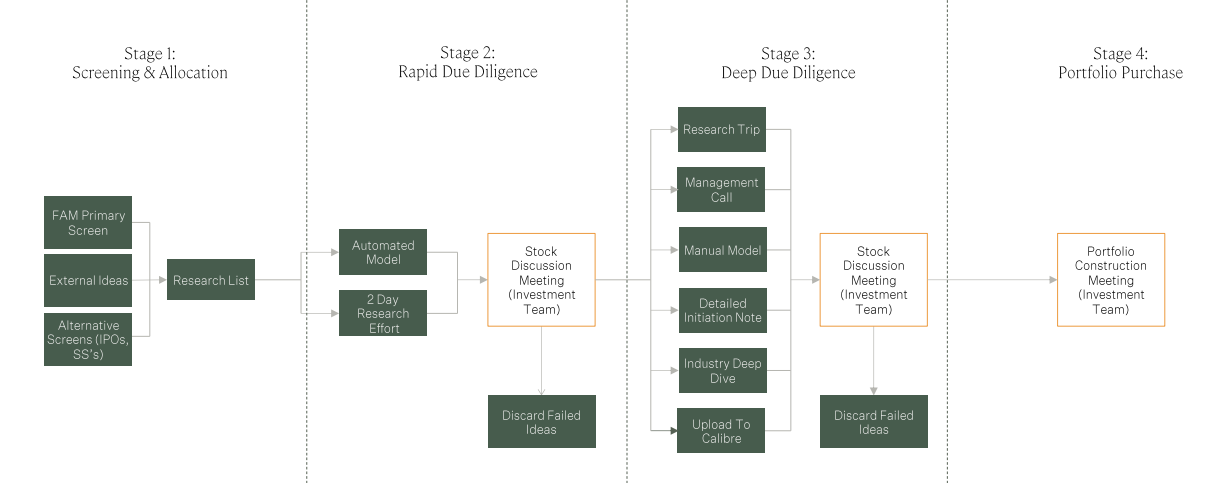 Stage 1:
Screening & Allocation
FAM Primary
Screen
External Ideas
Alternative
Screens (IPOs,
SS's)
Research List
Stage 2:
Rapid Due Diligence
Automated
Model
2 Day
Research
Effort
Stock
Discussion
Meeting
(Investment
Team)
Discard Failed
Ideas
Stage 3:
Deep Due Diligence
Research Trip
Management
Call
Manual Model
Detailed
Initiation Note
Industry Deep
Dive
Upload To
Calibre
Stock
Discussion
Meeting
(Investment
Team)
Discard Failed
Ideas
Stage 4:
Portfolio Purchase
Portfolio
Construction
Meeting
(Investment
Team)